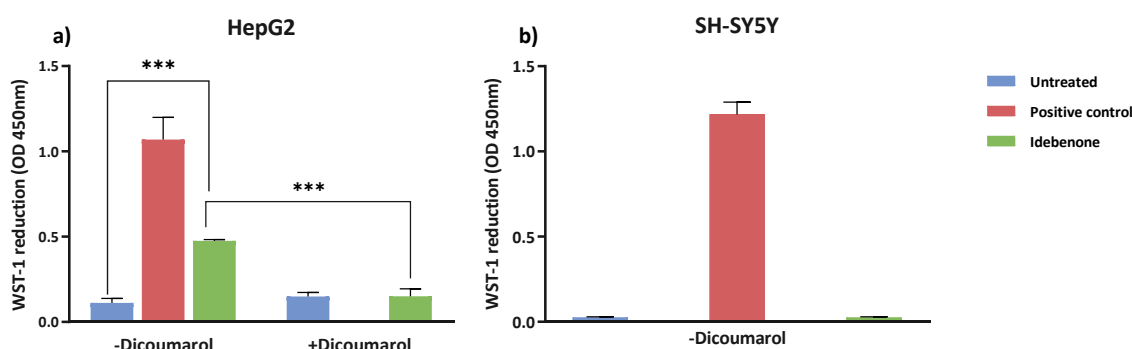 a)
HepG2
***
***
WST-1 reduction (OD 450nm)
1.5
1.0
0.5
0.0
-Dicoumarol
+Dicoumarol
b)
SH-SY5Y
WST-1 reduction (OD 450nm)
1.5
1.0
0.5
0.0
-Dicoumarol
Untreated
Positive control
Idebenone